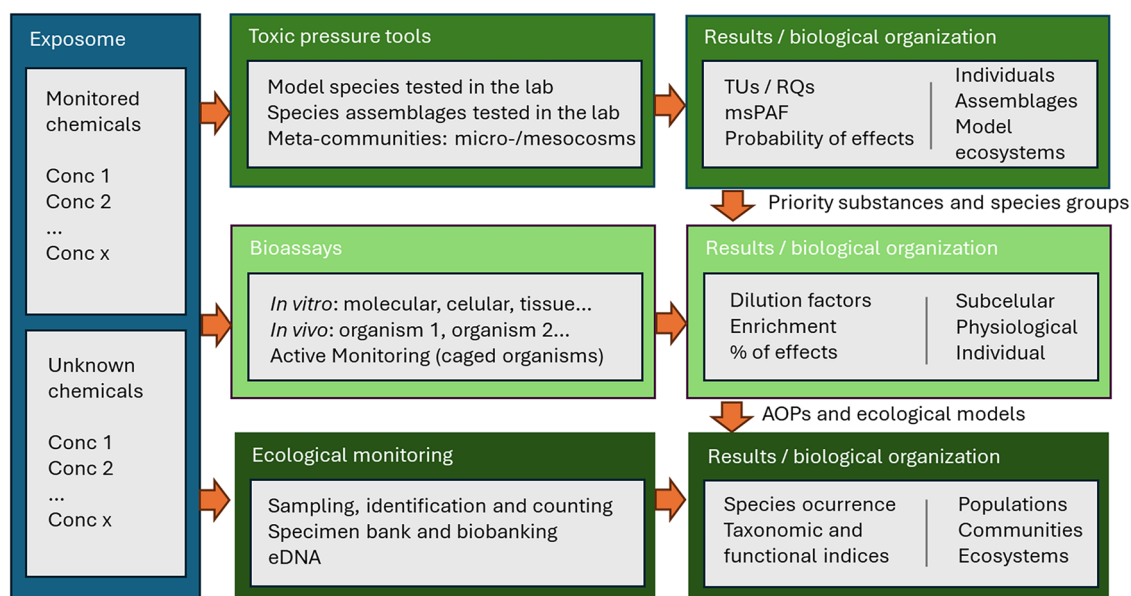 Exposome
Monitored
chemicals
Conc 1
Conc 2
...
Conc x
Unknown
chemicals
Conc 1
Conc 2
...
Conc x
Toxic pressure tools
Model species tested in the lab
Species assemblages tested in the lab
Meta-communities: micro-/mesocosms
Results / biological organization
TUs / RQs
msPAF
Probability of effects
Individuals
Assemblages
Model
ecosystems
Priority substances and species groups
Bioassays
In vitro: molecular, celular, tissue...
In vivo: organism 1, organism 2...
Active Monitoring (caged organisms)
Results / biological organization
Dilution factors
Enrichment
% of effects
Subcelular
Physiological
Individual
AOPs and ecological models
Ecological monitoring
Sampling, identification and counting
Specimen bank and biobanking
eDNA
Results / biological organization
Species ocurrence
Taxonomic and
functional indices
Populations
Communities
Ecosystems